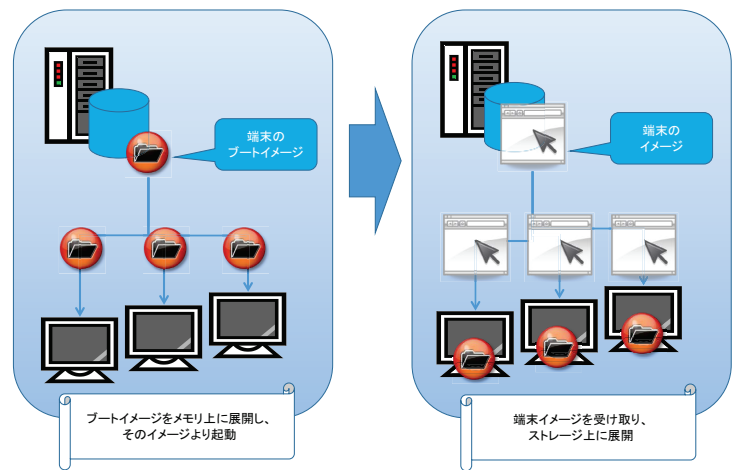 端末の
ブートイメージ
ブートイメージをメモリ上に展開し、
そのイメージより起動
端末の
イメージ
端末イメージを受け取り、
ストレージ上に展開